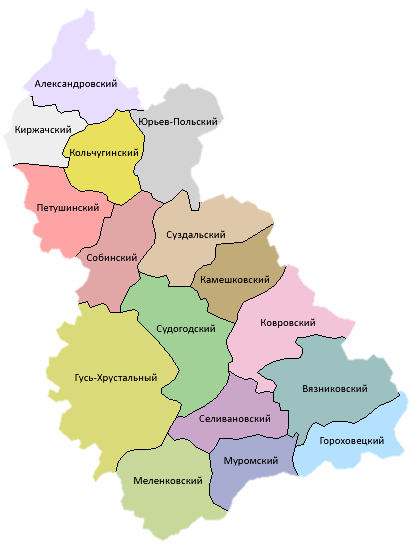 Александровский
Юрьев-Польский
Киржачский
Кольчугинский
Петушинский
Суздальский
Собинский
Камешковский
Ковровский
Судогодский
Гусь-Хрустальный
Вязниковский
Селивановский
Гороховецкий
Муромский
Меленковский